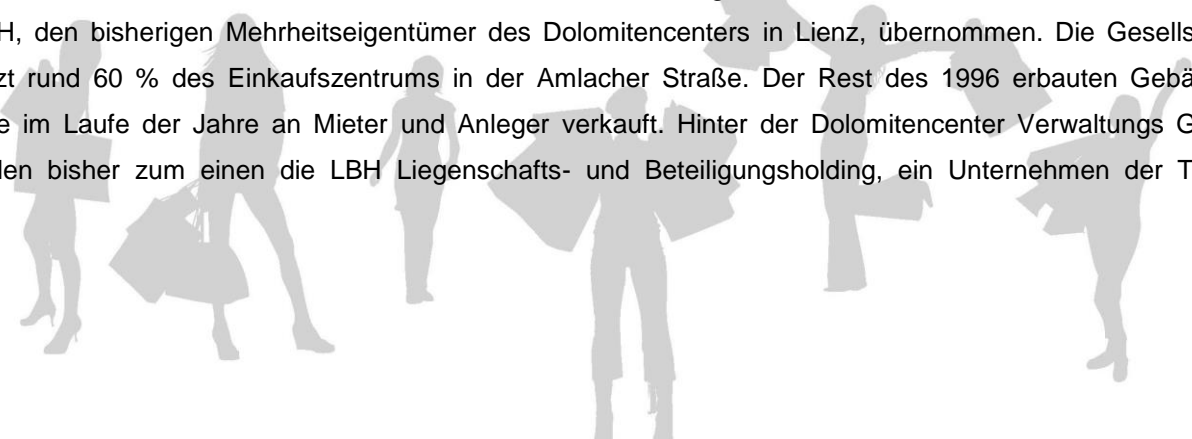 H, den bisherigen Mehrheitseigentümer des Dolomitencenters in Lienz, übernommen. Die Gesells
zt rund 60 % des Einkaufszentrums in der Amlacher Straße. Der Rest des 1996 erbauten Gebä
e im Laufe der Jahre an Mieter und Anleger verkauft. Hinter der Dolomitencenter Verwaltungs G
den bisher zum einen die LBH Liegenschafts- und Beteiligungsholding, ein Unternehmen der T